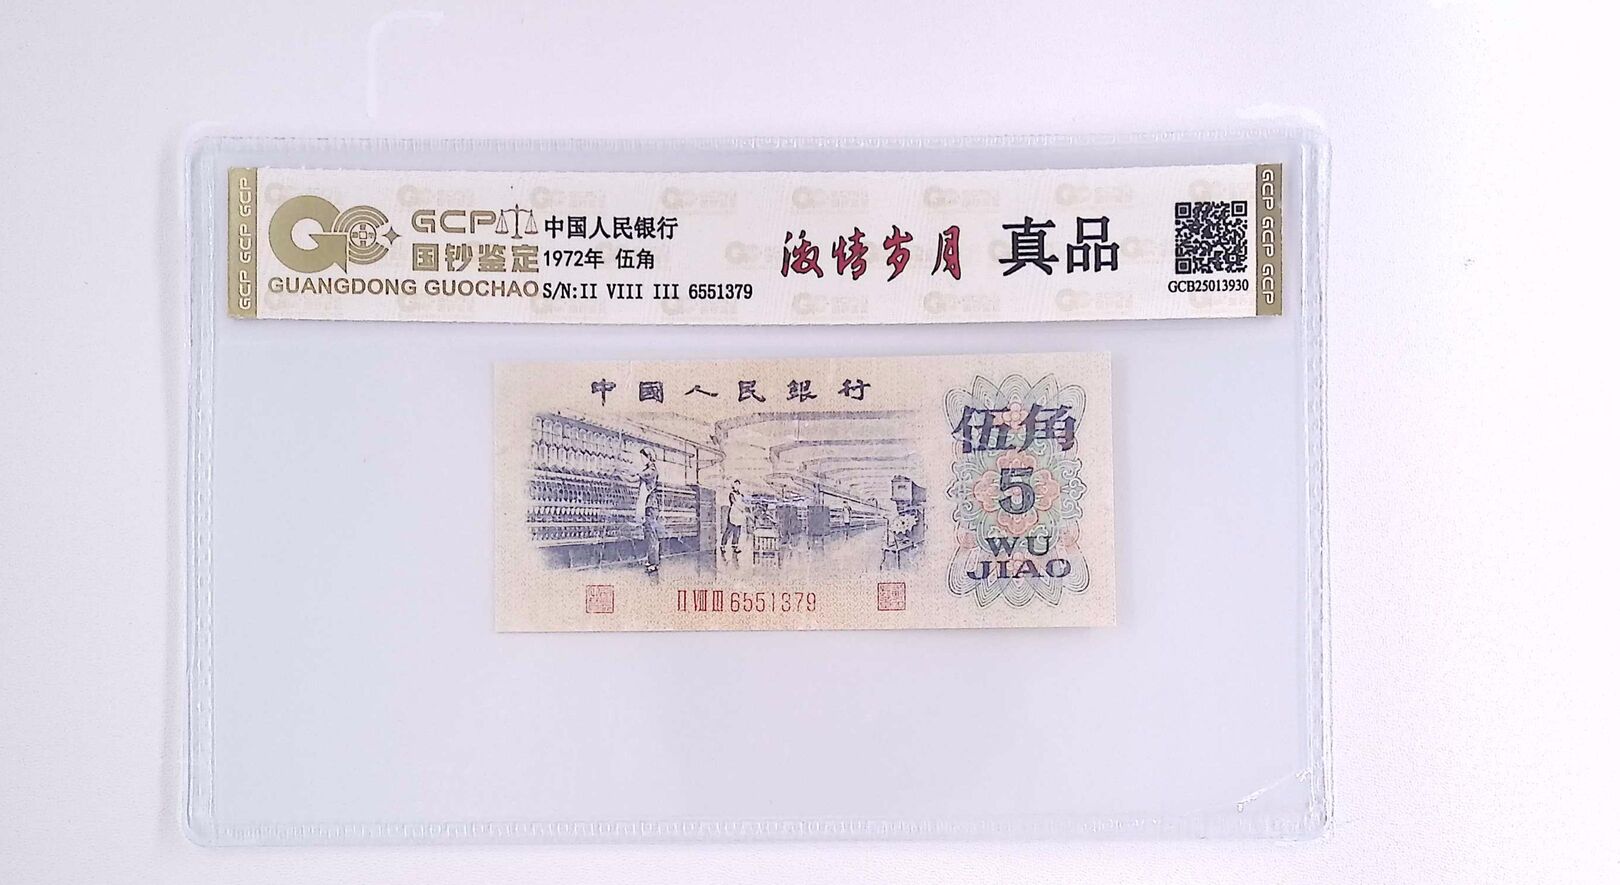 GCP
国钞鉴定
GUANGDONG GUOCHAO
中国人民银行
1972年 伍角
S/N:II VIII III 6551379
激情岁月
真品
GCB25013930
GCP GCP GCP
GCP GCP GCP
中國人民銀行
伍角
5
WU
JIAO
II VIII III 6551379